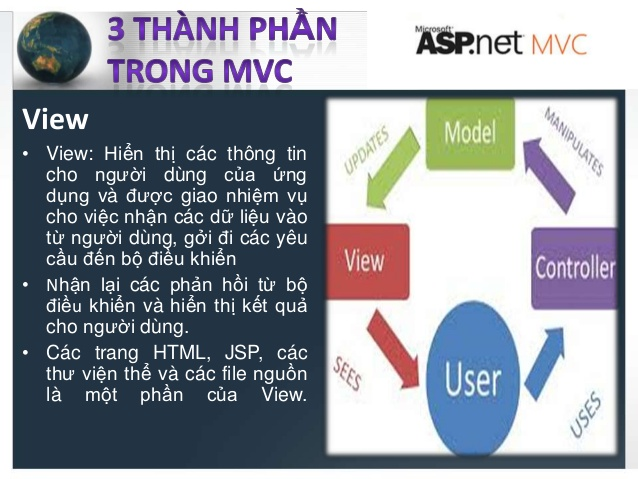 3 THÀNH PHẦN
TRONG MVC
Microsoft
ASP.net MVC
View
• View: Hiển thị các thông tin
cho người dùng của ứng
dụng và được giao nhiệm vụ
cho việc nhận các dữ liệu vào
từ người dùng, gởi đi các yêu
cầu đến bộ điều khiển
• Nhận lại các phản hồi từ bộ
điều khiển và hiển thị kết quả
cho người dùng.
• Các trang HTML, JSP, các
thư viện thể và các file nguồn
là một phần của View.
Model
UPDATES
MANIPULATES
View
Controller
SEES
User
USES